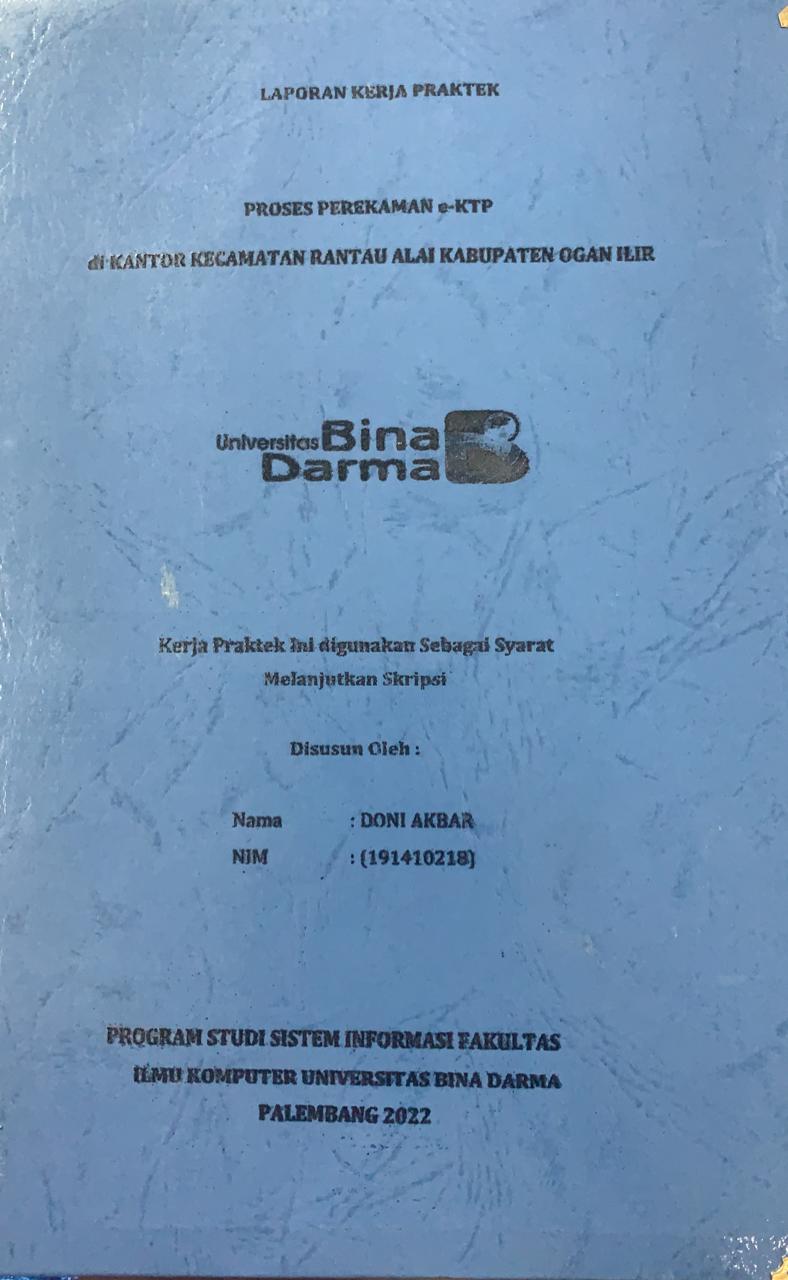 LAPORAN KERJA PRAKTEK
PROSES PEREKAMAN e-KTP
di KANTOR KECAMATAN RANTAU ALAI KABUPATEN OGAN ILIR
Universitas Bina
Darma
Kerja Praktek Ini digunakan Sebagai Syarat
Melanjutkan Skripsi
Disusun Oleh :
Nama : DONI AKBAR
NIM : (191410218)
PROGRAM STUDI SISTEM INFORMASI FAKULTAS
ILMU KOMPUTER UNIVERSITAS BINA DARMA
PALEMBANG 2022